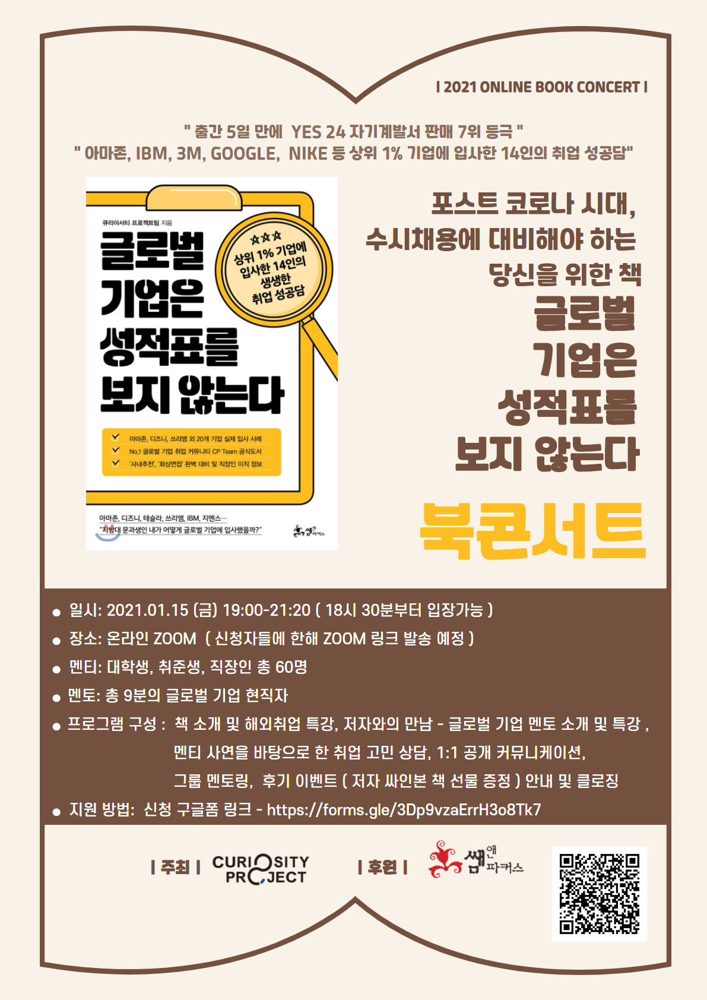 | 2021 ONLINE BOOK CONCERT |
" 출간 5일 만에 YES 24 자기계발서 판매 7위 등극 "
" 아마존, IBM, 3M, GOOGLE, NIKE 등 상위 1% 기업에 입사한 14인의 취업 성공담"
큐리아서티 프로젝트팀 지음
글로벌
기업은
성적표를
보지 않는다
상위 1% 기업에
입사한 14인의
생생한
취업 성공담
아마존, 디즈니, 쓰리엠 외 20개 기업 실제 입사 사례
No.1 글로벌 기업 취업 커뮤니티 CP Team 공식도서
'사내추천', '화상면접' 완벽 대비 및 직장인 이직 정보
아마존, 디즈니, 테슬라, 쓰리엠, IBM, 지멘스…
"지방대 문과생인 내가 어떻게 글로벌 기업에 입사했을까?"
쌤앤파커스
포스트 코로나 시대,
수시채용에 대비해야 하는
당신을 위한 책
글로벌
기업은
성적표를
보지 않는다
북콘서트
● 일시: 2021.01.15 (금) 19:00-21:20 ( 18시 30분부터 입장가능 )
● 장소: 온라인 ZOOM ( 신청자들에 한해 ZOOM 링크 발송 예정 )
● 멘티: 대학생, 취준생, 직장인 총 60명
● 멘토: 총 9분의 글로벌 기업 현직자
● 프로그램 구성 : 책 소개 및 해외취업 특강, 저자와의 만남 - 글로벌 기업 멘토 소개 및 특강 ,
멘티 사연을 바탕으로 한 취업 고민 상담, 1:1 공개 커뮤니케이션,
그룹 멘토링, 후기 이벤트 ( 저자 싸인본 책 선물 증정 ) 안내 및 클로징
● 지원 방법: 신청 구글폼 링크 - https://forms.gle/3Dp9vzaErrH3o8Tk7
| 주최 | CURIOSITY PROJECT | 후원 | 쌤앤파커스